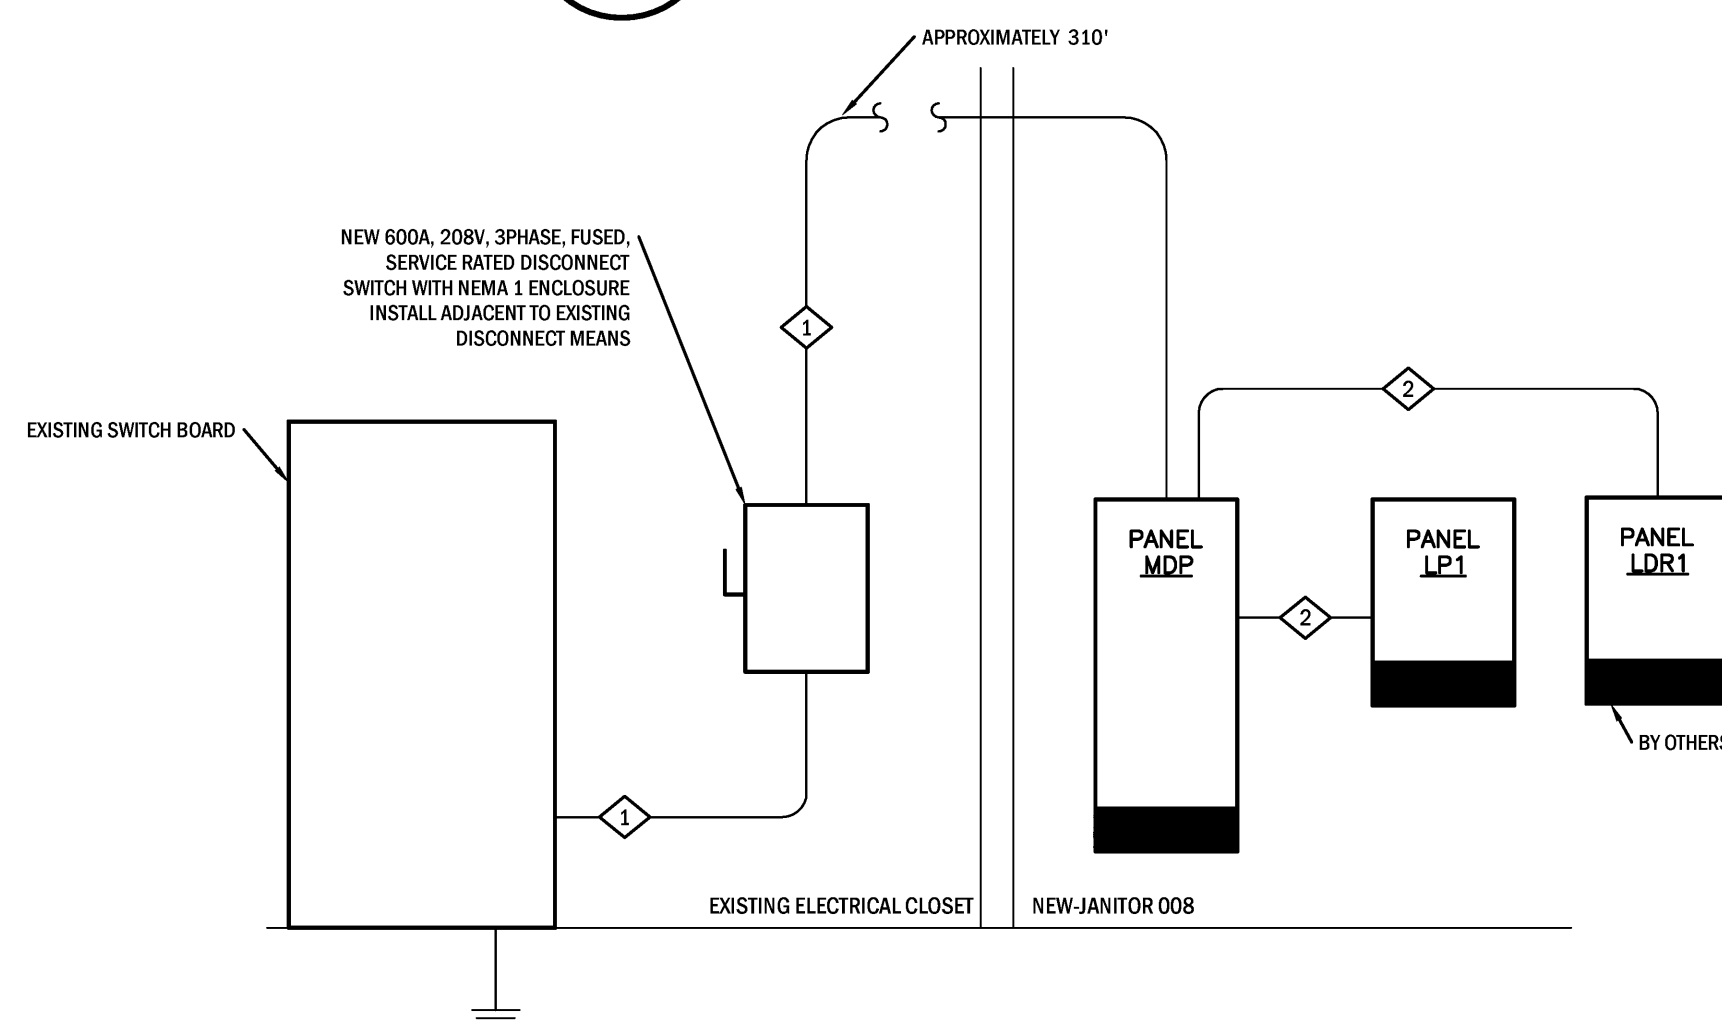 APPROXIMATELY 310'
NEW 600A, 208V, 3PHASE, FUSED,
SERVICE RATED DISCONNECT
SWITCH WITH NEMA 1 ENCLOSURE
INSTALL ADJACENT TO EXISTING
DISCONNECT MEANS
1
2
EXISTING SWITCH BOARD
PANEL
MDP
PANEL
LP1
PANEL
LDR1
2
BY OTHERS
1
EXISTING ELECTRICAL CLOSET
NEW-JANITOR 008